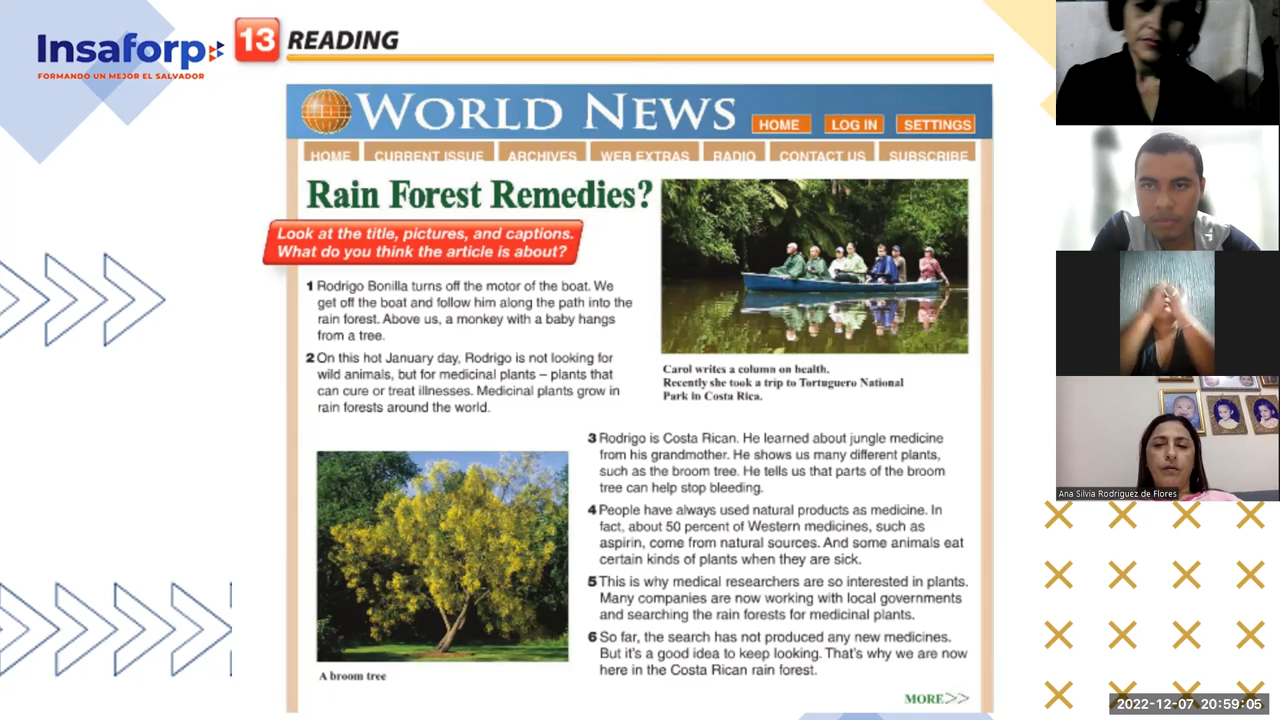 Insaforp
FORMANDO UN MEJOR EL SALVADOR
13 READING
WORLD NEWS
HOME LOG IN SETTINGS
HOME CURRENT ISSUE ARCHIVES WEB EXTRAS RADIO CONTACT US SUBSCRIBE
Rain Forest Remedies?
Look at the title, pictures, and captions.
What do you think the article is about?
1 Rodrigo Bonilla turns off the motor of the boat. We
get off the boat and follow him along the path into the
rain forest. Above us, a monkey with a baby hangs
from a tree.
2 On this hot January day, Rodrigo is not looking for
wild animals, but for medicinal plants – plants that
can cure or treat illnesses. Medicinal plants grow in
rain forests around the world.
Carol writes a column on health.
Recently she took a trip to Tortuguero National
Park in Costa Rica.
A broom tree
3 Rodrigo is Costa Rican. He learned about jungle medicine
from his grandmother. He shows us many different plants,
such as the broom tree. He tells us that parts of the broom
tree can help stop bleeding.
4 People have always used natural products as medicine. In
fact, about 50 percent of Western medicines, such as
aspirin, come from natural sources. And some animals eat
certain kinds of plants when they are sick.
5 This is why medical researchers are so interested in plants.
Many companies are now working with local governments
and searching the rain forests for medicinal plants.
6 So far, the search has not produced any new medicines.
But it's a good idea to keep looking. That's why we are now
here in the Costa Rican rain forest.
MORE>>
Ana Silvia Rodriguez de Flores
2022-12-07 20:59:05